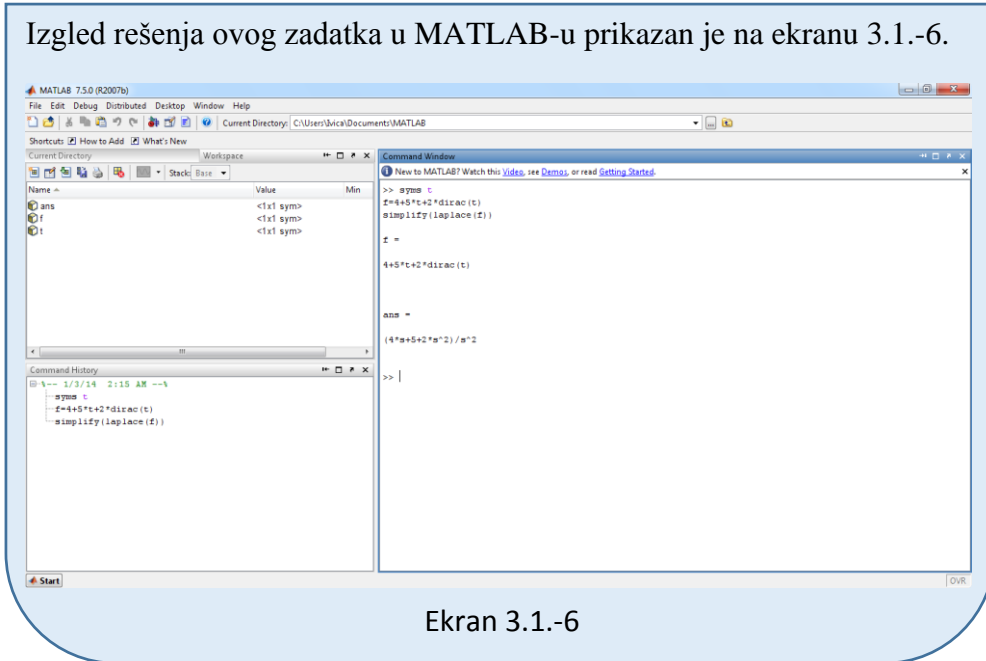 Izgled rešenja ovog zadatka u MATLAB-u prikazan je na ekranu 3.1.-6.
MATLAB 7.5.0 (R2007b)
File Edit Debug Distributed Desktop Window Help
Current Directory: C:\Users\Ivica\Documents\MATLAB
Shortcuts How to Add What's New
Current Directory Workspace
Stack: Base
Name Value Min
ans <1x1 sym>
f <1x1 sym>
t <1x1 sym>
Command History
%-- 1/3/14 2:15 AM --%
syms t
f=4+5*t+2*dirac(t)
simplify(laplace(f))
Command Window
New to MATLAB? Watch this Video, see Demos, or read Getting Started.
>> syms t
f=4+5*t+2*dirac(t)
simplify(laplace(f))
f =
4+5*t+2*dirac(t)
ans =
(4*s+5+2*s^2)/s^2
>>
Start
OVR
Ekran 3.1.-6